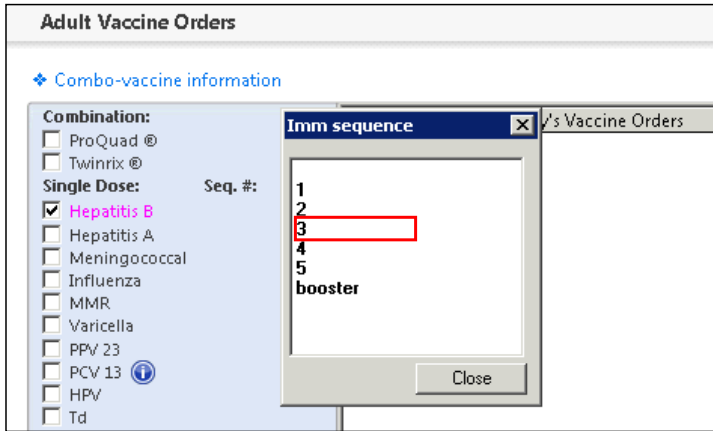 Adult Vaccine Orders
❖ Combo-vaccine information
Combination:
ProQuad ®
Twinrix ®
Single Dose: Seq. #:
Hepatitis B
Hepatitis A
Meningococcal
Influenza
MMR
Varicella
PPV 23
PCV 13
HPV
Td
Imm sequence
1
2
3
4
5
booster
Close
y's Vaccine Orders